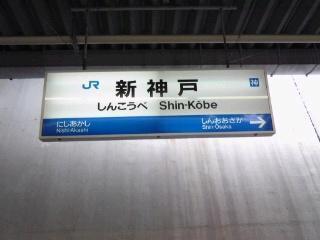 JR 新神戸
しんこうべ Shin-Kōbe
にしあかし しんおおさか
Nishi-Akashi Shin-Ōsaka